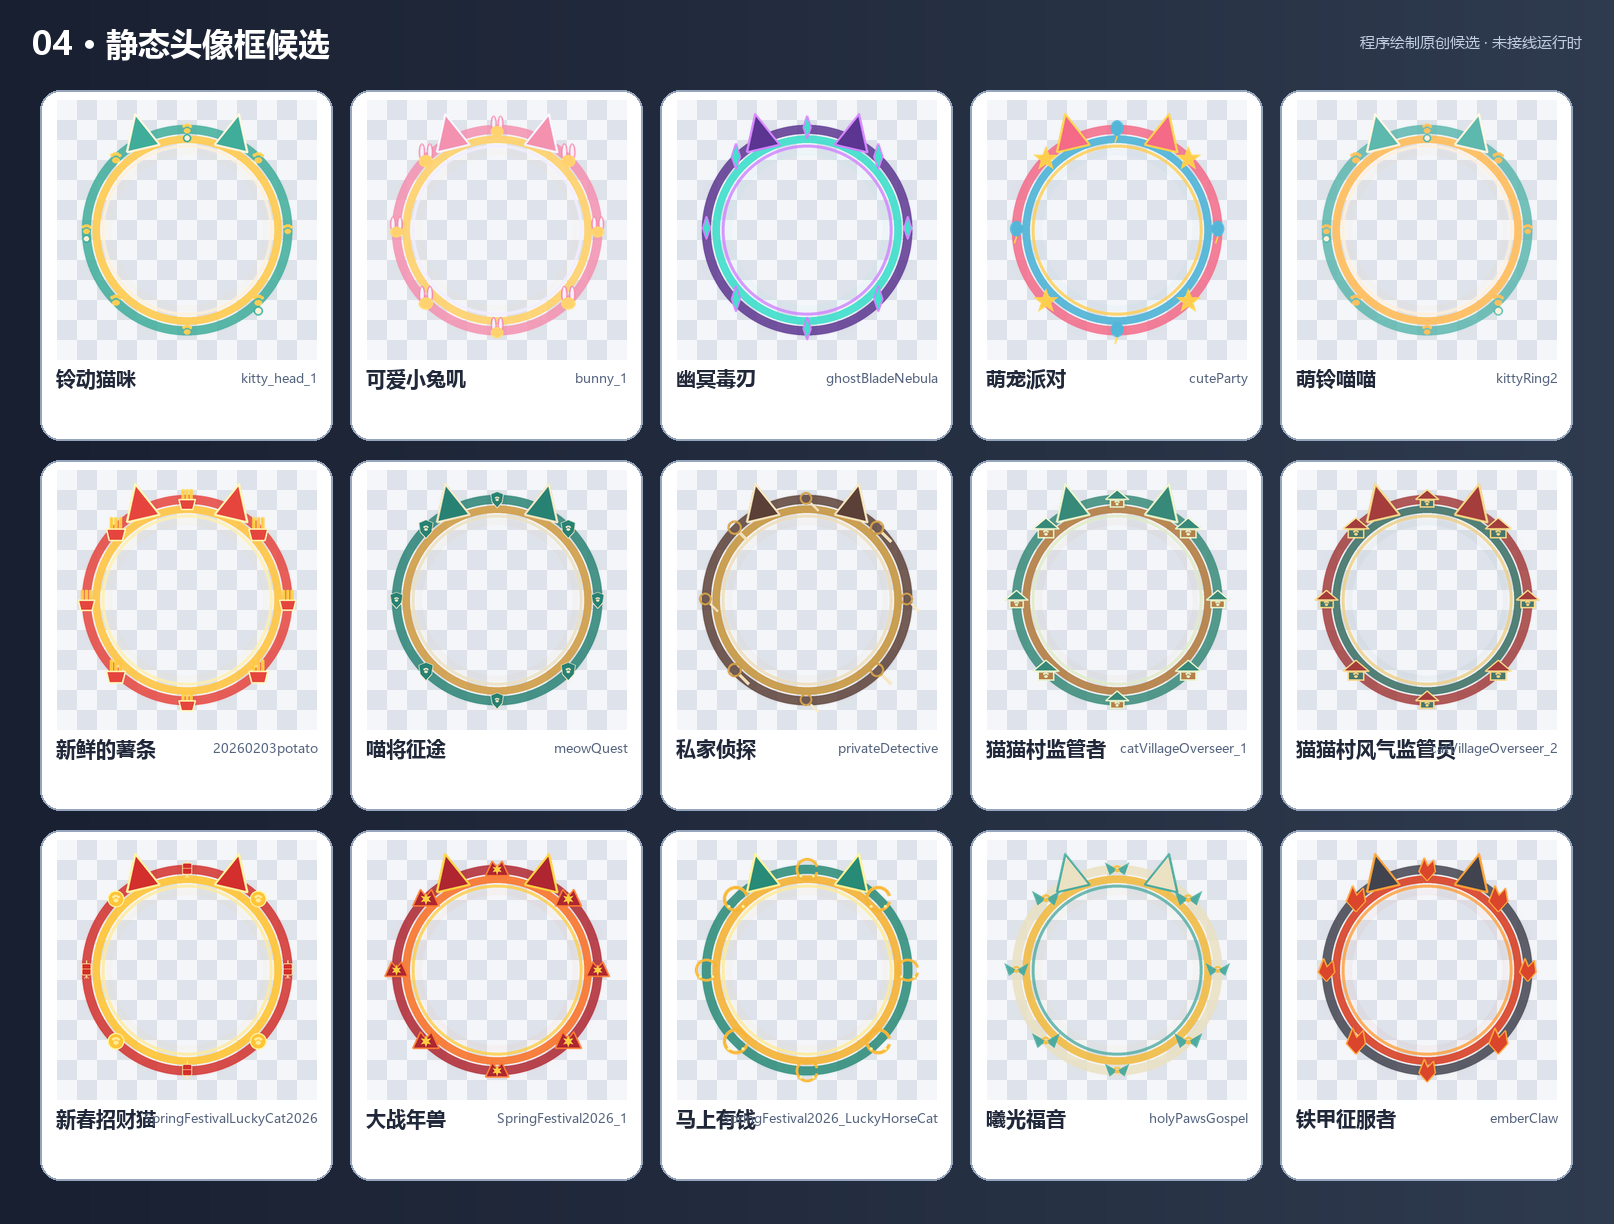 04 · 静态头像框候选
程序绘制原创候选 · 未接线运行时
铃动猫咪 kitty_head_1
可爱小兔叽 bunny_1
幽冥毒刃 ghostBladeNebula
萌宠派对 cuteParty
萌铃喵喵 kittyRing2
新鲜的薯条 20260203potato
喵将征途 meowQuest
私家侦探 privateDetective
猫猫村监管者 catVillageOverseer_1
猫猫村风气监管员 catVillageOverseer_2
新春招财猫 SpringFestivalLuckyCat2026
大战年兽 SpringFestival2026_1
马上有钱 SpringFestival2026_LuckyHorseCat
曦光福音 holyPawsGospel
铁甲征服者 emberClaw